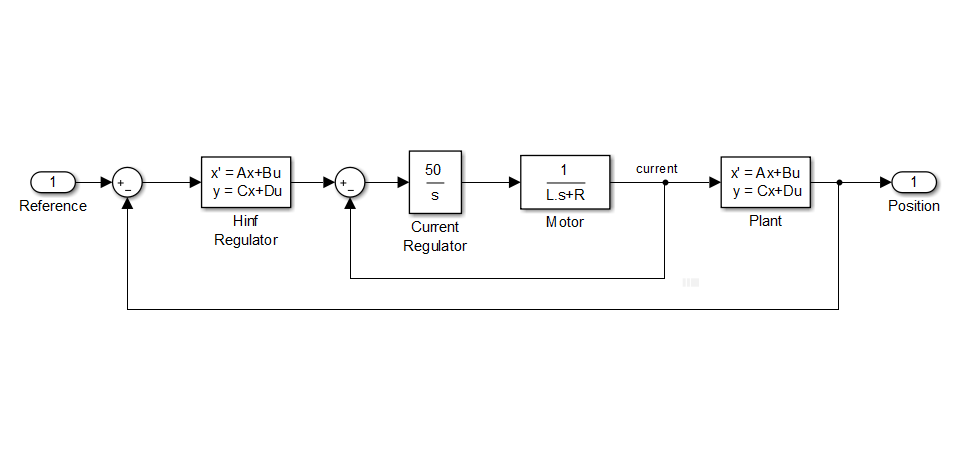 1
Reference
+
−
x' = Ax+Bu
y = Cx+Du
Hinf
Regulator
+
−
50
s
Current
Regulator
1
L.s+R
Motor
current
x' = Ax+Bu
y = Cx+Du
Plant
1
Position